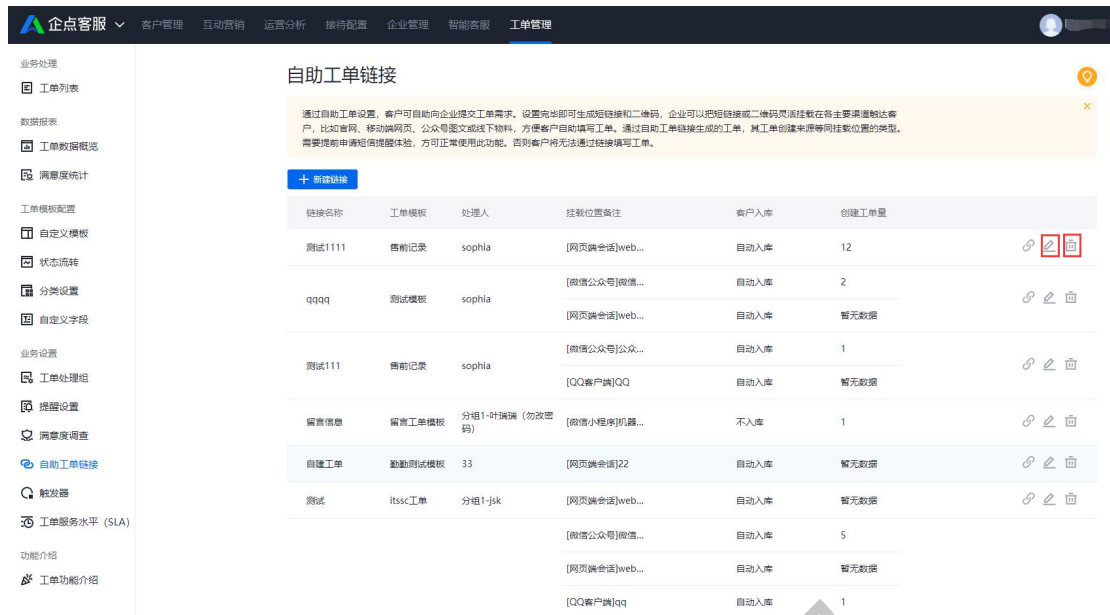 企点客服 客户管理 互动营销 运营分析 接待配置 企业管理 智能客服 工单管理
业务处理
工单列表
数据报表
工单数据概览
满意度统计
工单模板配置
自定义模板
状态流转
分类设置
自定义字段
业务设置
工单处理组
提醒设置
满意度调查
自助工单链接
触发器
工单服务水平 (SLA)
功能介绍
工单功能介绍
自助工单链接
通过自助工单设置，客户可自助向企业提交工单需求。设置完毕即可生成短链接和二维码，企业可以把短链接或二维码灵活挂载在各主要渠道触达客
户，比如官网、移动端网页、公众号图文或线下物料，方便客户自助填写工单。通过自助工单链接生成的工单，其工单创建来源等同挂载位置的类型。
需要提前申请短信提醒体验，方可正常使用此功能。否则客户将无法通过链接填写工单。
新建链接
链接名称 工单模板 处理人 挂载位置备注 客户入库 创建工单量
测试1111 售前记录 sophia [网页端会话]web... 自动入库 12
[微信公众号]微信... 自动入库 2
qqqq 测试模板 sophia
[网页端会话]web... 自动入库 暂无数据
[微信公众号]公众... 自动入库 1
测试111 售前记录 sophia
[QQ客户端]QQ 自动入库 暂无数据
留言信息 留言工单模板 分组1-叶瑞瑞（勿改密
码） [微信小程序]机器... 不入库 1
自建工单 勤勤测试模板 33 [网页端会话]22 自动入库 暂无数据
测试 itssc工单 分组1-jsk [网页端会话]web... 自动入库 暂无数据
[微信公众号]微信... 自动入库 5
[网页端会话]web... 自动入库 暂无数据
[QQ客户端]qq 自动入库 1